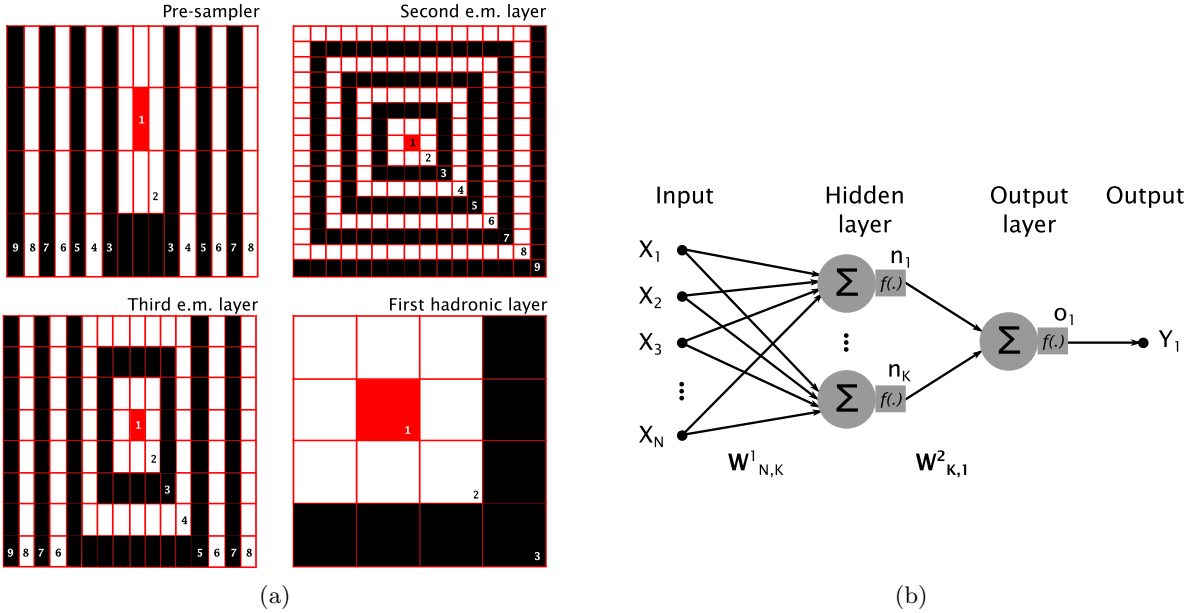 Pre-sampler
1
2
9 8 7 6 5 4 3 3 4 5 6 7 8
Second e.m. layer
1
2
3
4
5
6
7
8
9
Third e.m. layer
1
2
3
4
9 8 7 6 5 6 7 8
First hadronic layer
1
2
3
(a)
Input
Hidden
layer
Output
layer
Output
X1
X2
X3
XN
Σ
f(.)
n1
Σ
f(.)
nK
Σ
f(.)
o1
Y1
W1N,K
W2K,1
(b)